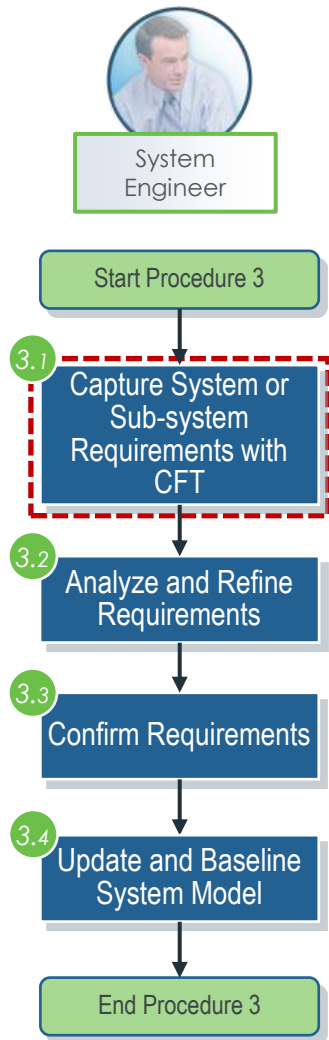 System
Engineer
Start Procedure 3
3.1
Capture System or
Sub-system
Requirements with
CFT
3.2
Analyze and Refine
Requirements
3.3
Confirm Requirements
3.4
Update and Baseline
System Model
End Procedure 3